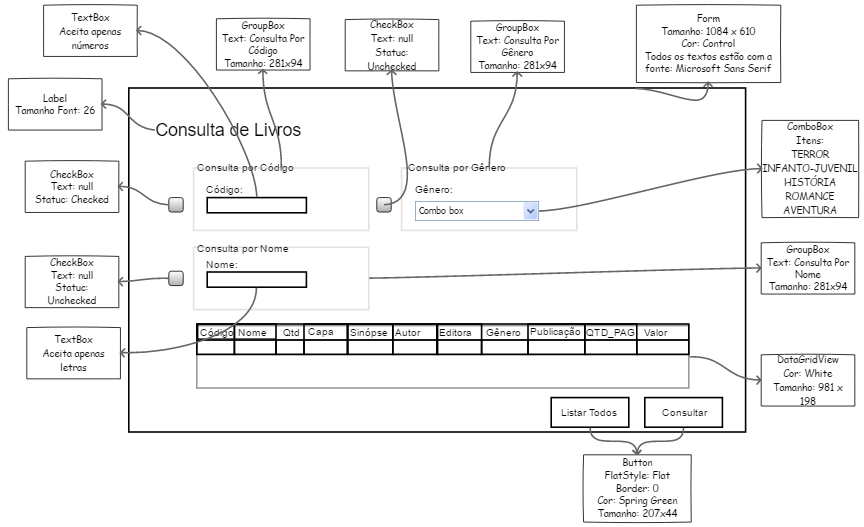 TextBox
Aceita apenas
números
GroupBox
Text: Consulta Por
Código
Tamanho: 281x94
CheckBox
Text: null
Statuc:
Unchecked
GroupBox
Text: Consulta Por
Gênero
Tamanho: 281x94
Form
Tamanho: 1084 x 610
Cor: Control
Todos os textos estão com a
fonte: Microsoft Sans Serif
Label
Tamanho Font: 26
Consulta de Livros
ComboBox
Itens:
TERROR
INFANTO-JUVENIL
HISTÓRIA
ROMANCE
AVENTURA
CheckBox
Text: null
Statuc: Checked
Consulta por Código
Código:
Consulta por Gênero
Gênero:
Combo box
CheckBox
Text: null
Statuc:
Unchecked
Consulta por Nome
Nome:
GroupBox
Text: Consulta Por
Nome
Tamanho: 281x94
TextBox
Aceita apenas
letras
Código Nome Qtd Capa Sinópse Autor Editora Gênero Publicação QTD_PAG Valor
DataGridView
Cor: White
Tamanho: 981 x
198
Listar Todos
Consultar
Button
FlatStyle: Flat
Border: 0
Cor: Spring Green
Tamanho: 207x44